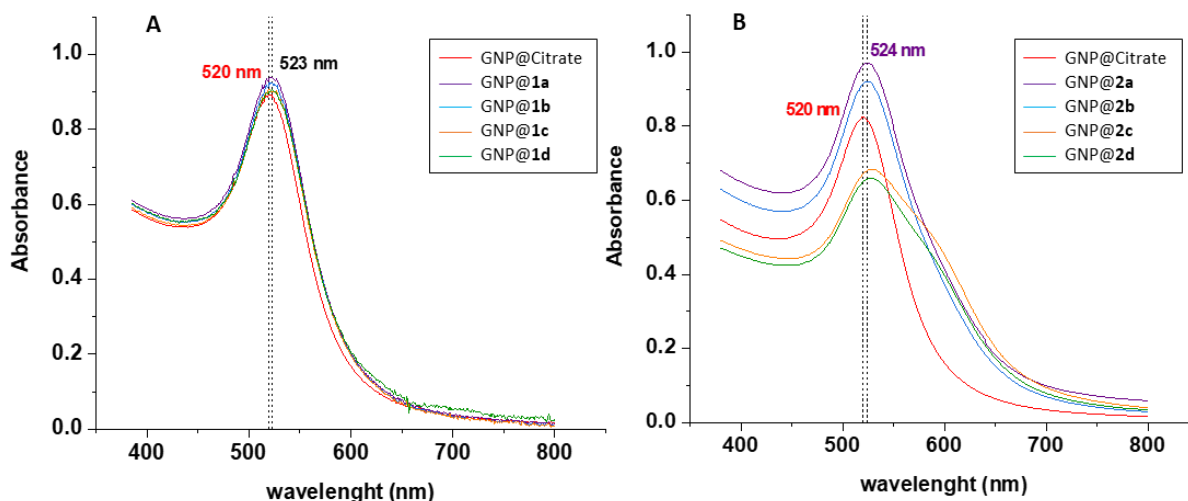 A
520 nm
523 nm
GNP@Citrate
GNP@1a
GNP@1b
GNP@1c
GNP@1d
Absorbance
1.0
0.8
0.6
0.4
0.2
0.0
400 500 600 700 800
wavelenght (nm)
B
524 nm
520 nm
GNP@Citrate
GNP@2a
GNP@2b
GNP@2c
GNP@2d
Absorbance
1.0
0.8
0.6
0.4
0.2
0.0
400 500 600 700 800
wavelenght (nm)